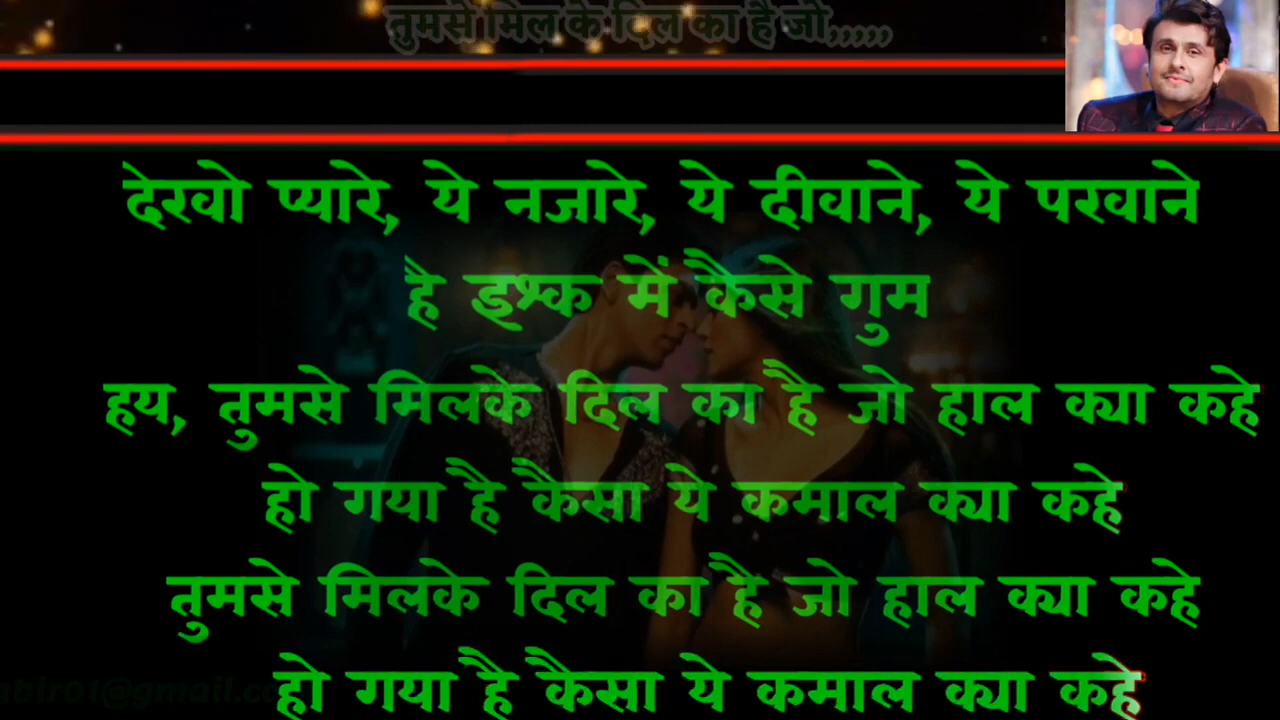 तुमसे मिल के दिल का है जो,,,,,
देखो प्यारे, ये नजारे, ये दीवाने, ये परवाने
है इश्क में कैसे गुम
हय, तुमसे मिलके दिल का है जो हाल क्या कहे
हो गया है कैसा ये कमाल क्या कहे
तुमसे मिलके दिल का है जो हाल क्या कहे
हो गया है कैसा ये कमाल क्या कहे